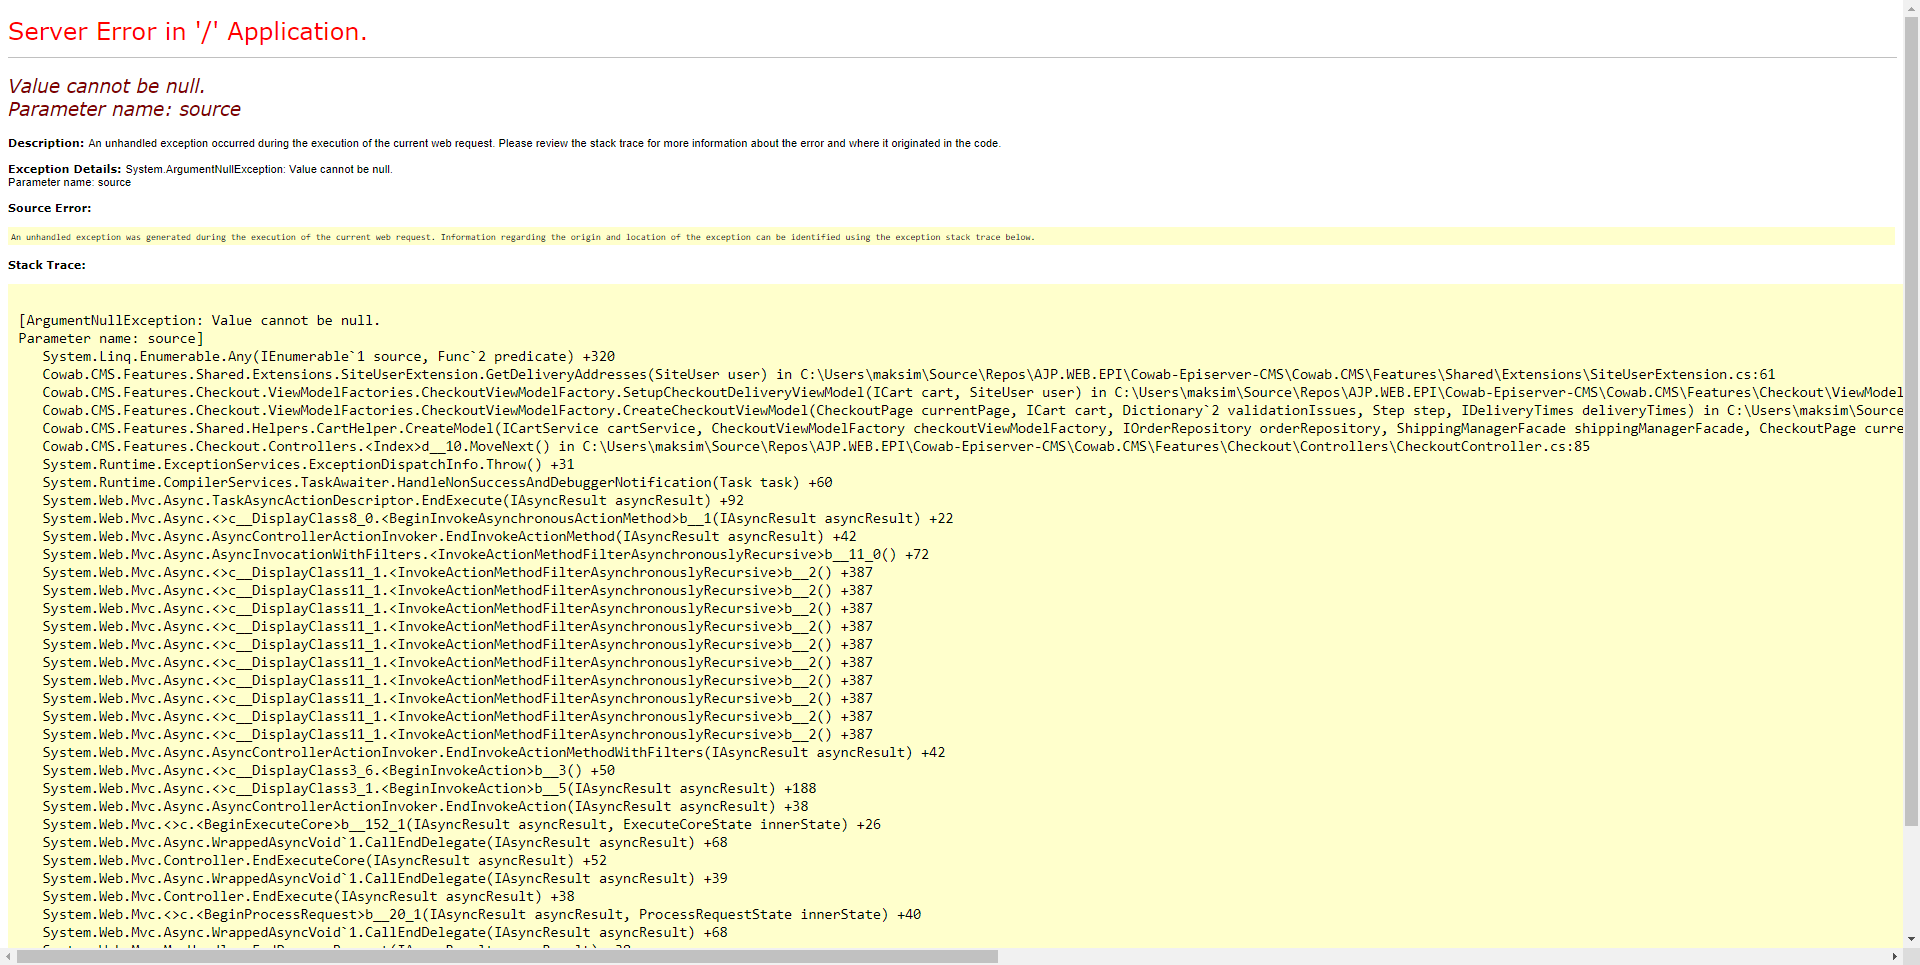 Server Error in '/' Application.
Value cannot be null.
Parameter name: source
Description: An unhandled exception occurred during the execution of the current web request. Please review the stack trace for more information about the error and where it originated in the code.
Exception Details: System.ArgumentNullException: Value cannot be null.
Parameter name: source
Source Error:
An unhandled exception was generated during the execution of the current web request. Information regarding the origin and location of the exception can be identified using the exception stack trace below.
Stack Trace:
[ArgumentNullException: Value cannot be null.
Parameter name: source]
System.Linq.Enumerable.Any(IEnumerable`1 source, Func`2 predicate) +320
Cowab.CMS.Features.Shared.Extensions.SiteUserExtension.GetDeliveryAddresses(SiteUser user) in C:\Users\maksim\Source\Repos\AJP.WEB.EPI\Cowab-Episerver-CMS\Cowab.CMS\Features\Shared\Extensions\SiteUserExtension.cs:61
Cowab.CMS.Features.Checkout.ViewModelFactories.CheckoutViewModelFactory.SetupCheckoutDeliveryViewModel(ICart cart, SiteUser user) in C:\Users\maksim\Source\Repos\AJP.WEB.EPI\Cowab-Episerver-CMS\Cowab.CMS\Features\Checkout\ViewModel
Cowab.CMS.Features.Checkout.ViewModelFactories.CheckoutViewModelFactory.CreateCheckoutViewModel(CheckoutPage currentPage, ICart cart, Dictionary`2 validationIssues, Step step, IDeliveryTimes deliveryTimes) in C:\Users\maksim\Source
Cowab.CMS.Features.Shared.Helpers.CartHelper.CreateModel(ICartService cartService, CheckoutViewModelFactory checkoutViewModelFactory, IOrderRepository orderRepository, ShippingManagerFacade shippingManagerFacade, CheckoutPage curre
Cowab.CMS.Features.Checkout.Controllers.<Index>d__10.MoveNext() in C:\Users\maksim\Source\Repos\AJP.WEB.EPI\Cowab-Episerver-CMS\Cowab.CMS\Features\Checkout\Controllers\CheckoutController.cs:85
System.Runtime.ExceptionServices.ExceptionDispatchInfo.Throw() +31
System.Runtime.CompilerServices.TaskAwaiter.HandleNonSuccessAndDebuggerNotification(Task task) +60
System.Web.Mvc.Async.TaskAsyncActionDescriptor.EndExecute(IAsyncResult asyncResult) +92
System.Web.Mvc.Async.<>c__DisplayClass8_0.<BeginInvokeAsynchronousActionMethod>b__1(IAsyncResult asyncResult) +22
System.Web.Mvc.Async.AsyncControllerActionInvoker.EndInvokeActionMethod(IAsyncResult asyncResult) +42
System.Web.Mvc.Async.AsyncInvocationWithFilters.<InvokeActionMethodFilterAsynchronouslyRecursive>b__11_0() +72
System.Web.Mvc.Async.<>c__DisplayClass11_1.<InvokeActionMethodFilterAsynchronouslyRecursive>b__2() +387
System.Web.Mvc.Async.<>c__DisplayClass11_1.<InvokeActionMethodFilterAsynchronouslyRecursive>b__2() +387
System.Web.Mvc.Async.<>c__DisplayClass11_1.<InvokeActionMethodFilterAsynchronouslyRecursive>b__2() +387
System.Web.Mvc.Async.<>c__DisplayClass11_1.<InvokeActionMethodFilterAsynchronouslyRecursive>b__2() +387
System.Web.Mvc.Async.<>c__DisplayClass11_1.<InvokeActionMethodFilterAsynchronouslyRecursive>b__2() +387
System.Web.Mvc.Async.<>c__DisplayClass11_1.<InvokeActionMethodFilterAsynchronouslyRecursive>b__2() +387
System.Web.Mvc.Async.<>c__DisplayClass11_1.<InvokeActionMethodFilterAsynchronouslyRecursive>b__2() +387
System.Web.Mvc.Async.<>c__DisplayClass11_1.<InvokeActionMethodFilterAsynchronouslyRecursive>b__2() +387
System.Web.Mvc.Async.<>c__DisplayClass11_1.<InvokeActionMethodFilterAsynchronouslyRecursive>b__2() +387
System.Web.Mvc.Async.<>c__DisplayClass11_1.<InvokeActionMethodFilterAsynchronouslyRecursive>b__2() +387
System.Web.Mvc.Async.AsyncControllerActionInvoker.EndInvokeActionMethodWithFilters(IAsyncResult asyncResult) +42
System.Web.Mvc.Async.<>c__DisplayClass3_6.<BeginInvokeAction>b__3() +50
System.Web.Mvc.Async.<>c__DisplayClass3_1.<BeginInvokeAction>b__5(IAsyncResult asyncResult) +188
System.Web.Mvc.Async.AsyncControllerActionInvoker.EndInvokeAction(IAsyncResult asyncResult) +38
System.Web.Mvc.<>c.<BeginExecuteCore>b__152_1(IAsyncResult asyncResult, ExecuteCoreState innerState) +26
System.Web.Mvc.Async.WrappedAsyncVoid`1.CallEndDelegate(IAsyncResult asyncResult) +68
System.Web.Mvc.Controller.EndExecuteCore(IAsyncResult asyncResult) +52
System.Web.Mvc.Async.WrappedAsyncVoid`1.CallEndDelegate(IAsyncResult asyncResult) +39
System.Web.Mvc.Controller.EndExecute(IAsyncResult asyncResult) +38
System.Web.Mvc.<>c.<BeginProcessRequest>b__20_1(IAsyncResult asyncResult, ProcessRequestState innerState) +40
System.Web.Mvc.Async.WrappedAsyncVoid`1.CallEndDelegate(IAsyncResult asyncResult) +68